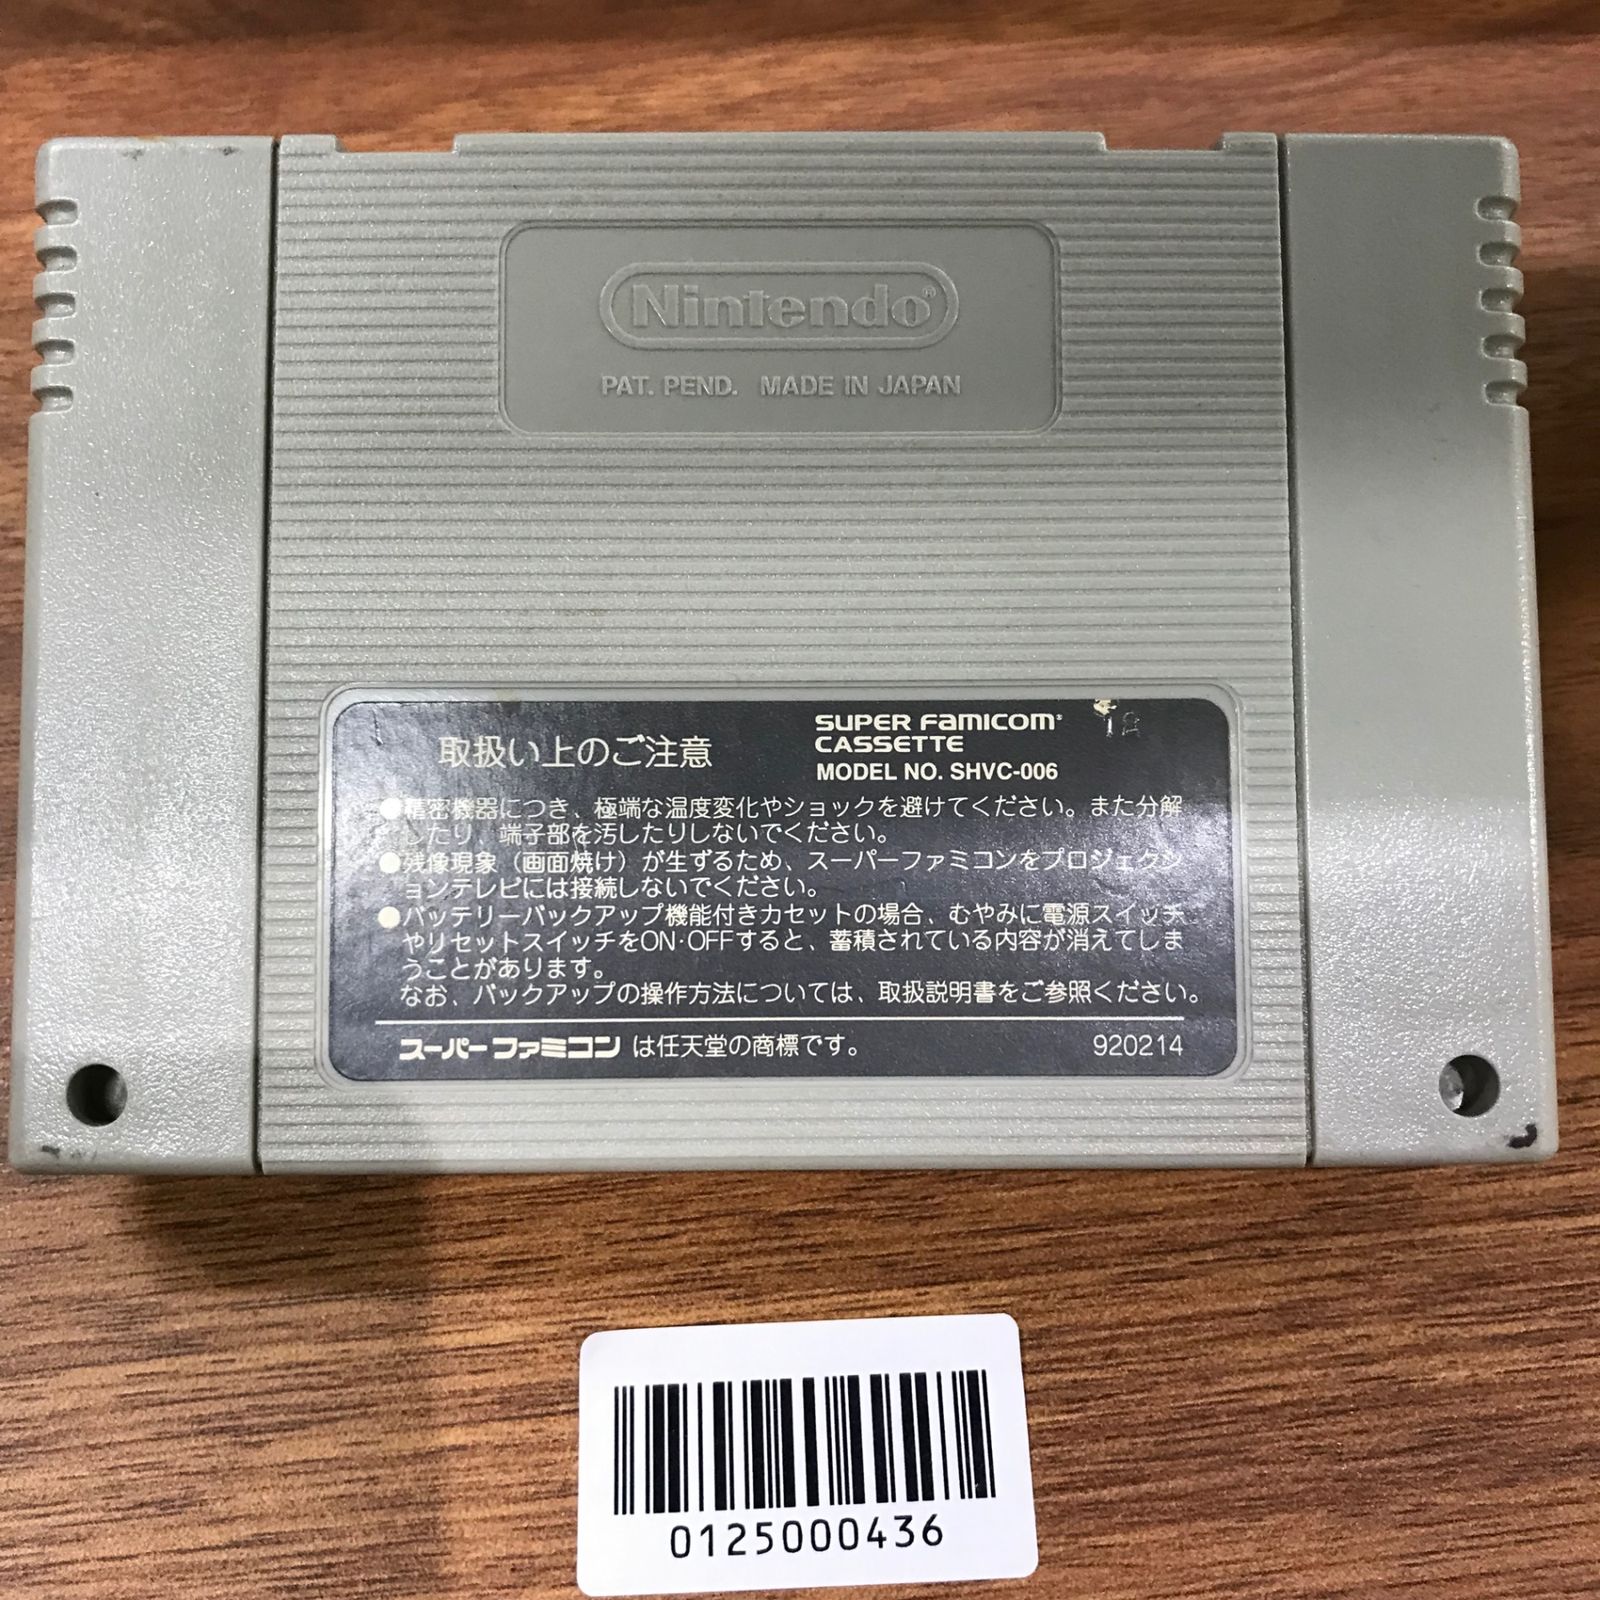 Nintendo®
PAT. PEND. MADE IN JAPAN
取扱い上のご注意
SUPER FAMICOM®
CASSETTE
MODEL NO. SHVC-006
18
●精密機器につき、極端な温度変化やショックを避けてください。また分解
したり、端子部を汚したりしないでください。
●残像現象（画面焼け）が生ずるため、スーパーファミコンをプロジェクシ
ョンテレビには接続しないでください。
●バッテリーバックアップ機能付きカセットの場合、むやみに電源スイッチ
やリセットスイッチをON・OFFすると、蓄積されている内容が消えてしま
うことがあります。
なお、バックアップの操作方法については、取扱説明書をご参照ください。
スーパーファミコン は任天堂の商標です。
920214
0125000436